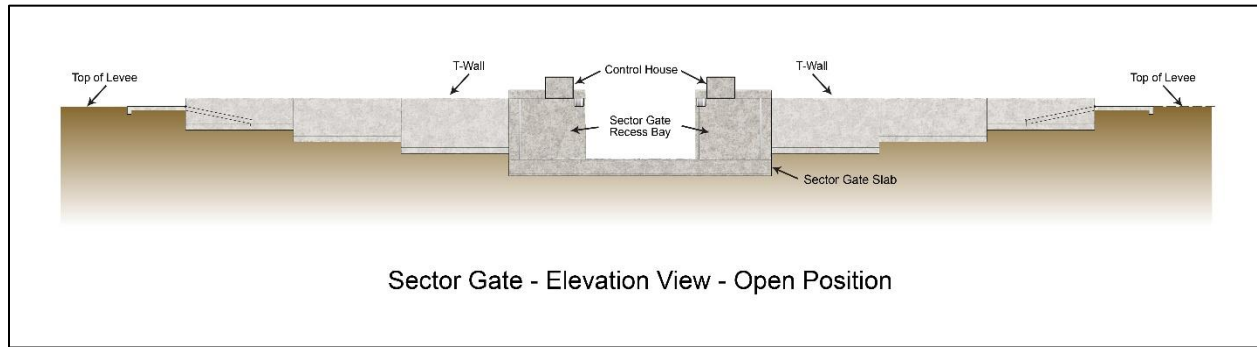 Top of Levee
T-Wall
Control House
T-Wall
Top of Levee
Sector Gate
Recess Bay
Sector Gate Slab
Sector Gate - Elevation View - Open Position